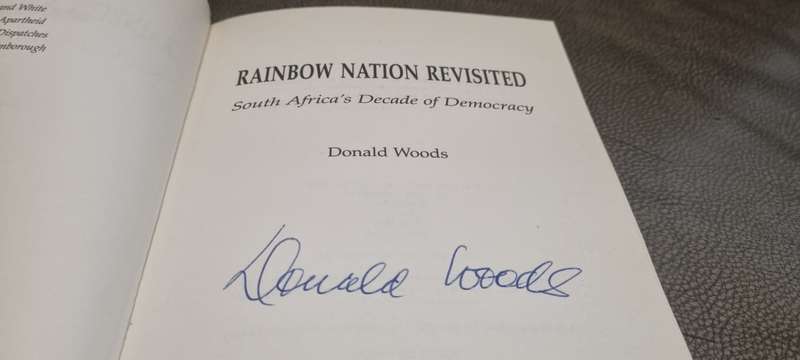 and White
Apartheid
Dispatches
nborough
RAINBOW NATION REVISITED
South Africa's Decade of Democracy
Donald Woods
Donald Woods